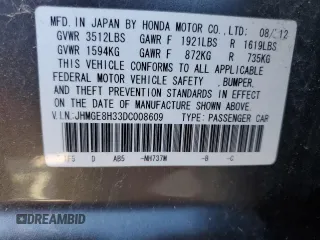 MFD. IN JAPAN BY HONDA MOTOR CO.,LTD. 08/12
GVWR 3512LBS GAWR F 1921LBS R 1619LBS
GVWR 1594KG GAWR F 872KG R 735KG
THIS VEHICLE CONFORMS TO ALL APPLICABLE
FEDERAL MOTOR VEHICLE SAFETY, BUMPER,
AND THEFT PREVENTION STANDARDS IN EFFECT
ON THE DATE OF MANUFACTURE SHOWN ABOVE.
V.I.N:JHMGE8H33DC008609 TYPE: PASSENGER CAR
D AB5 -NH737M -B -C
DREAMBID